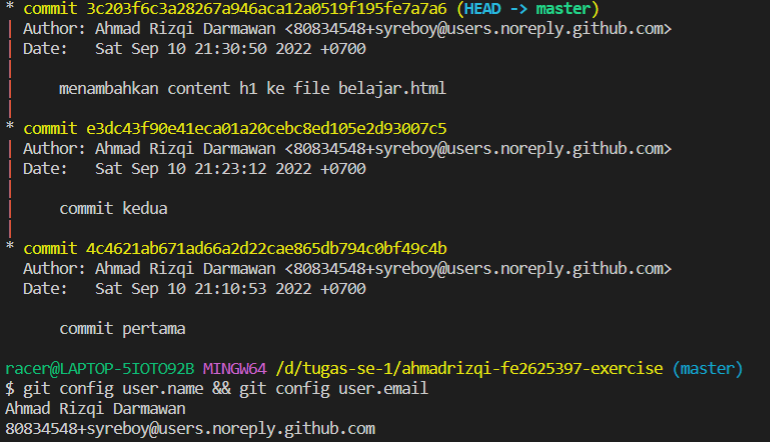 * commit 3c203f6c3a28267a946aca12a0519f195fe7a7a6 (HEAD -> master)
| Author: Ahmad Rizqi Darmawan <80834548+syreboy@users.noreply.github.com>
| Date:   Sat Sep 10 21:30:50 2022 +0700
|
|     menambahkan content h1 ke file belajar.html
|
* commit e3dc43f90e41eca01a20cebc8ed105e2d93007c5
| Author: Ahmad Rizqi Darmawan <80834548+syreboy@users.noreply.github.com>
| Date:   Sat Sep 10 21:23:12 2022 +0700
|
|     commit kedua
|
* commit 4c4621ab671ad66a2d22cae865db794c0bf49c4b
  Author: Ahmad Rizqi Darmawan <80834548+syreboy@users.noreply.github.com>
  Date:   Sat Sep 10 21:10:53 2022 +0700

      commit pertama

racer@LAPTOP-5IOTO92B MINGW64 /d/tugas-se-1/ahmadrizqi-fe2625397-exercise (master)
$ git config user.name && git config user.email
Ahmad Rizqi Darmawan
80834548+syreboy@users.noreply.github.com